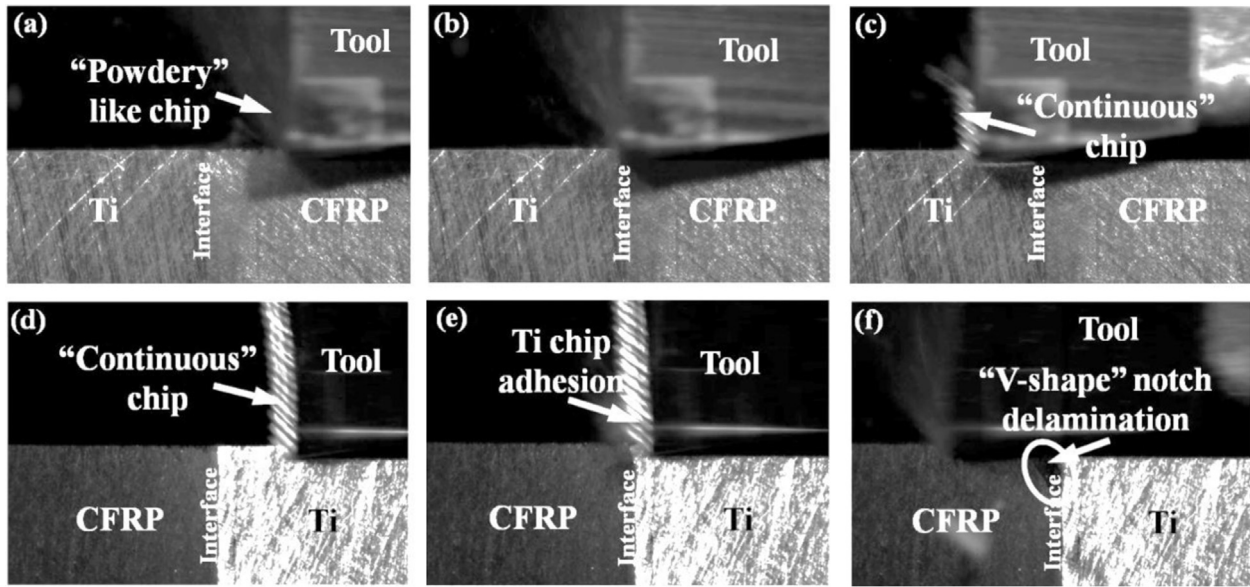 (a)
Tool
“Powdery”
like chip
Ti
Interface
CFRP
(b)
Tool
Ti
Interface
CFRP
(c)
Tool
“Continuous”
chip
Ti
Interface
CFRP
(d)
“Continuous”
chip
Tool
CFRP
Interface
Ti
(e)
Ti chip
adhesion
Tool
CFRP
Interface
Ti
(f)
Tool
“V-shape” notch
delamination
CFRP
Interface
Ti